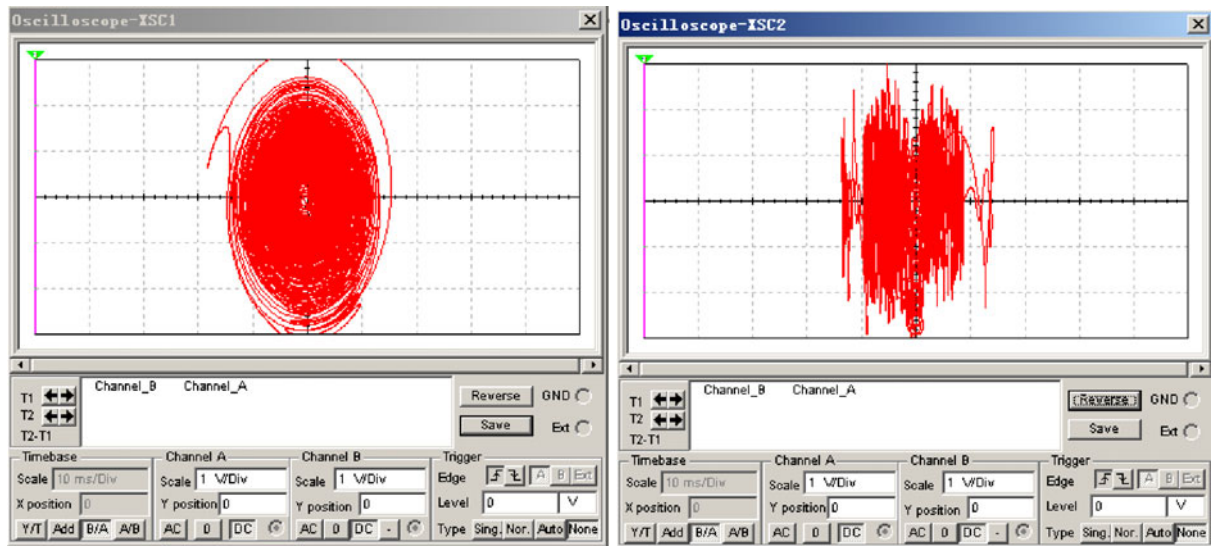 Oscilloscope-XSC1
T1
T2
T2-T1
Channel_B Channel_A
Reverse
Save
GND
Ext
Timebase
Scale 10 ms/Div
X position 0
Y/T Add B/A A/B
Channel A
Scale 1 V/Div
Y position 0
AC 0 DC
Channel B
Scale 1 V/Div
Y position 0
AC 0 DC -
Trigger
Edge A B Ext
Level 0 V
Type Sing. Nor. Auto None
Oscilloscope-XSC2
T1
T2
T2-T1
Channel_B Channel_A
Reverse
Save
GND
Ext
Timebase
Scale 10 ms/Div
X position 0
Y/T Add B/A A/B
Channel A
Scale 1 V/Div
Y position 0
AC 0 DC
Channel B
Scale 1 V/Div
Y position 0
AC 0 DC -
Trigger
Edge A B Ext
Level 0 V
Type Sing. Nor. Auto None